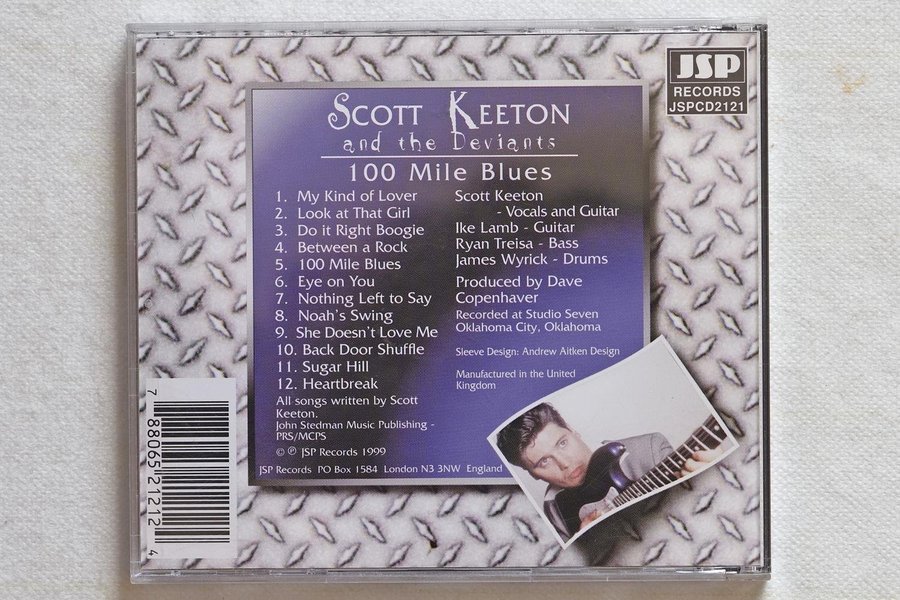 JSP
RECORDS
JSPCD2121
SCOTT KEETON
and the Deviants
100 Mile Blues
1. My Kind of Lover
2. Look at That Girl
3. Do it Right Boogie
4. Between a Rock
5. 100 Mile Blues
6. Eye on You
7. Nothing Left to Say
8. Noah's Swing
9. She Doesn't Love Me
10. Back Door Shuffle
11. Sugar Hill
12. Heartbreak
All songs written by Scott
Keeton.
John Stedman Music Publishing -
PRS/MCPS
© ℗ JSP Records 1999
JSP Records PO Box 1584 London N3 3NW England
Scott Keeton
- Vocals and Guitar
Ike Lamb - Guitar
Ryan Treisa - Bass
James Wyrick - Drums
Produced by Dave
Copenhaver
Recorded at Studio Seven
Oklahoma City, Oklahoma
Sleeve Design: Andrew Aitken Design
Manufactured in the United
Kingdom
7 88065 21212 4